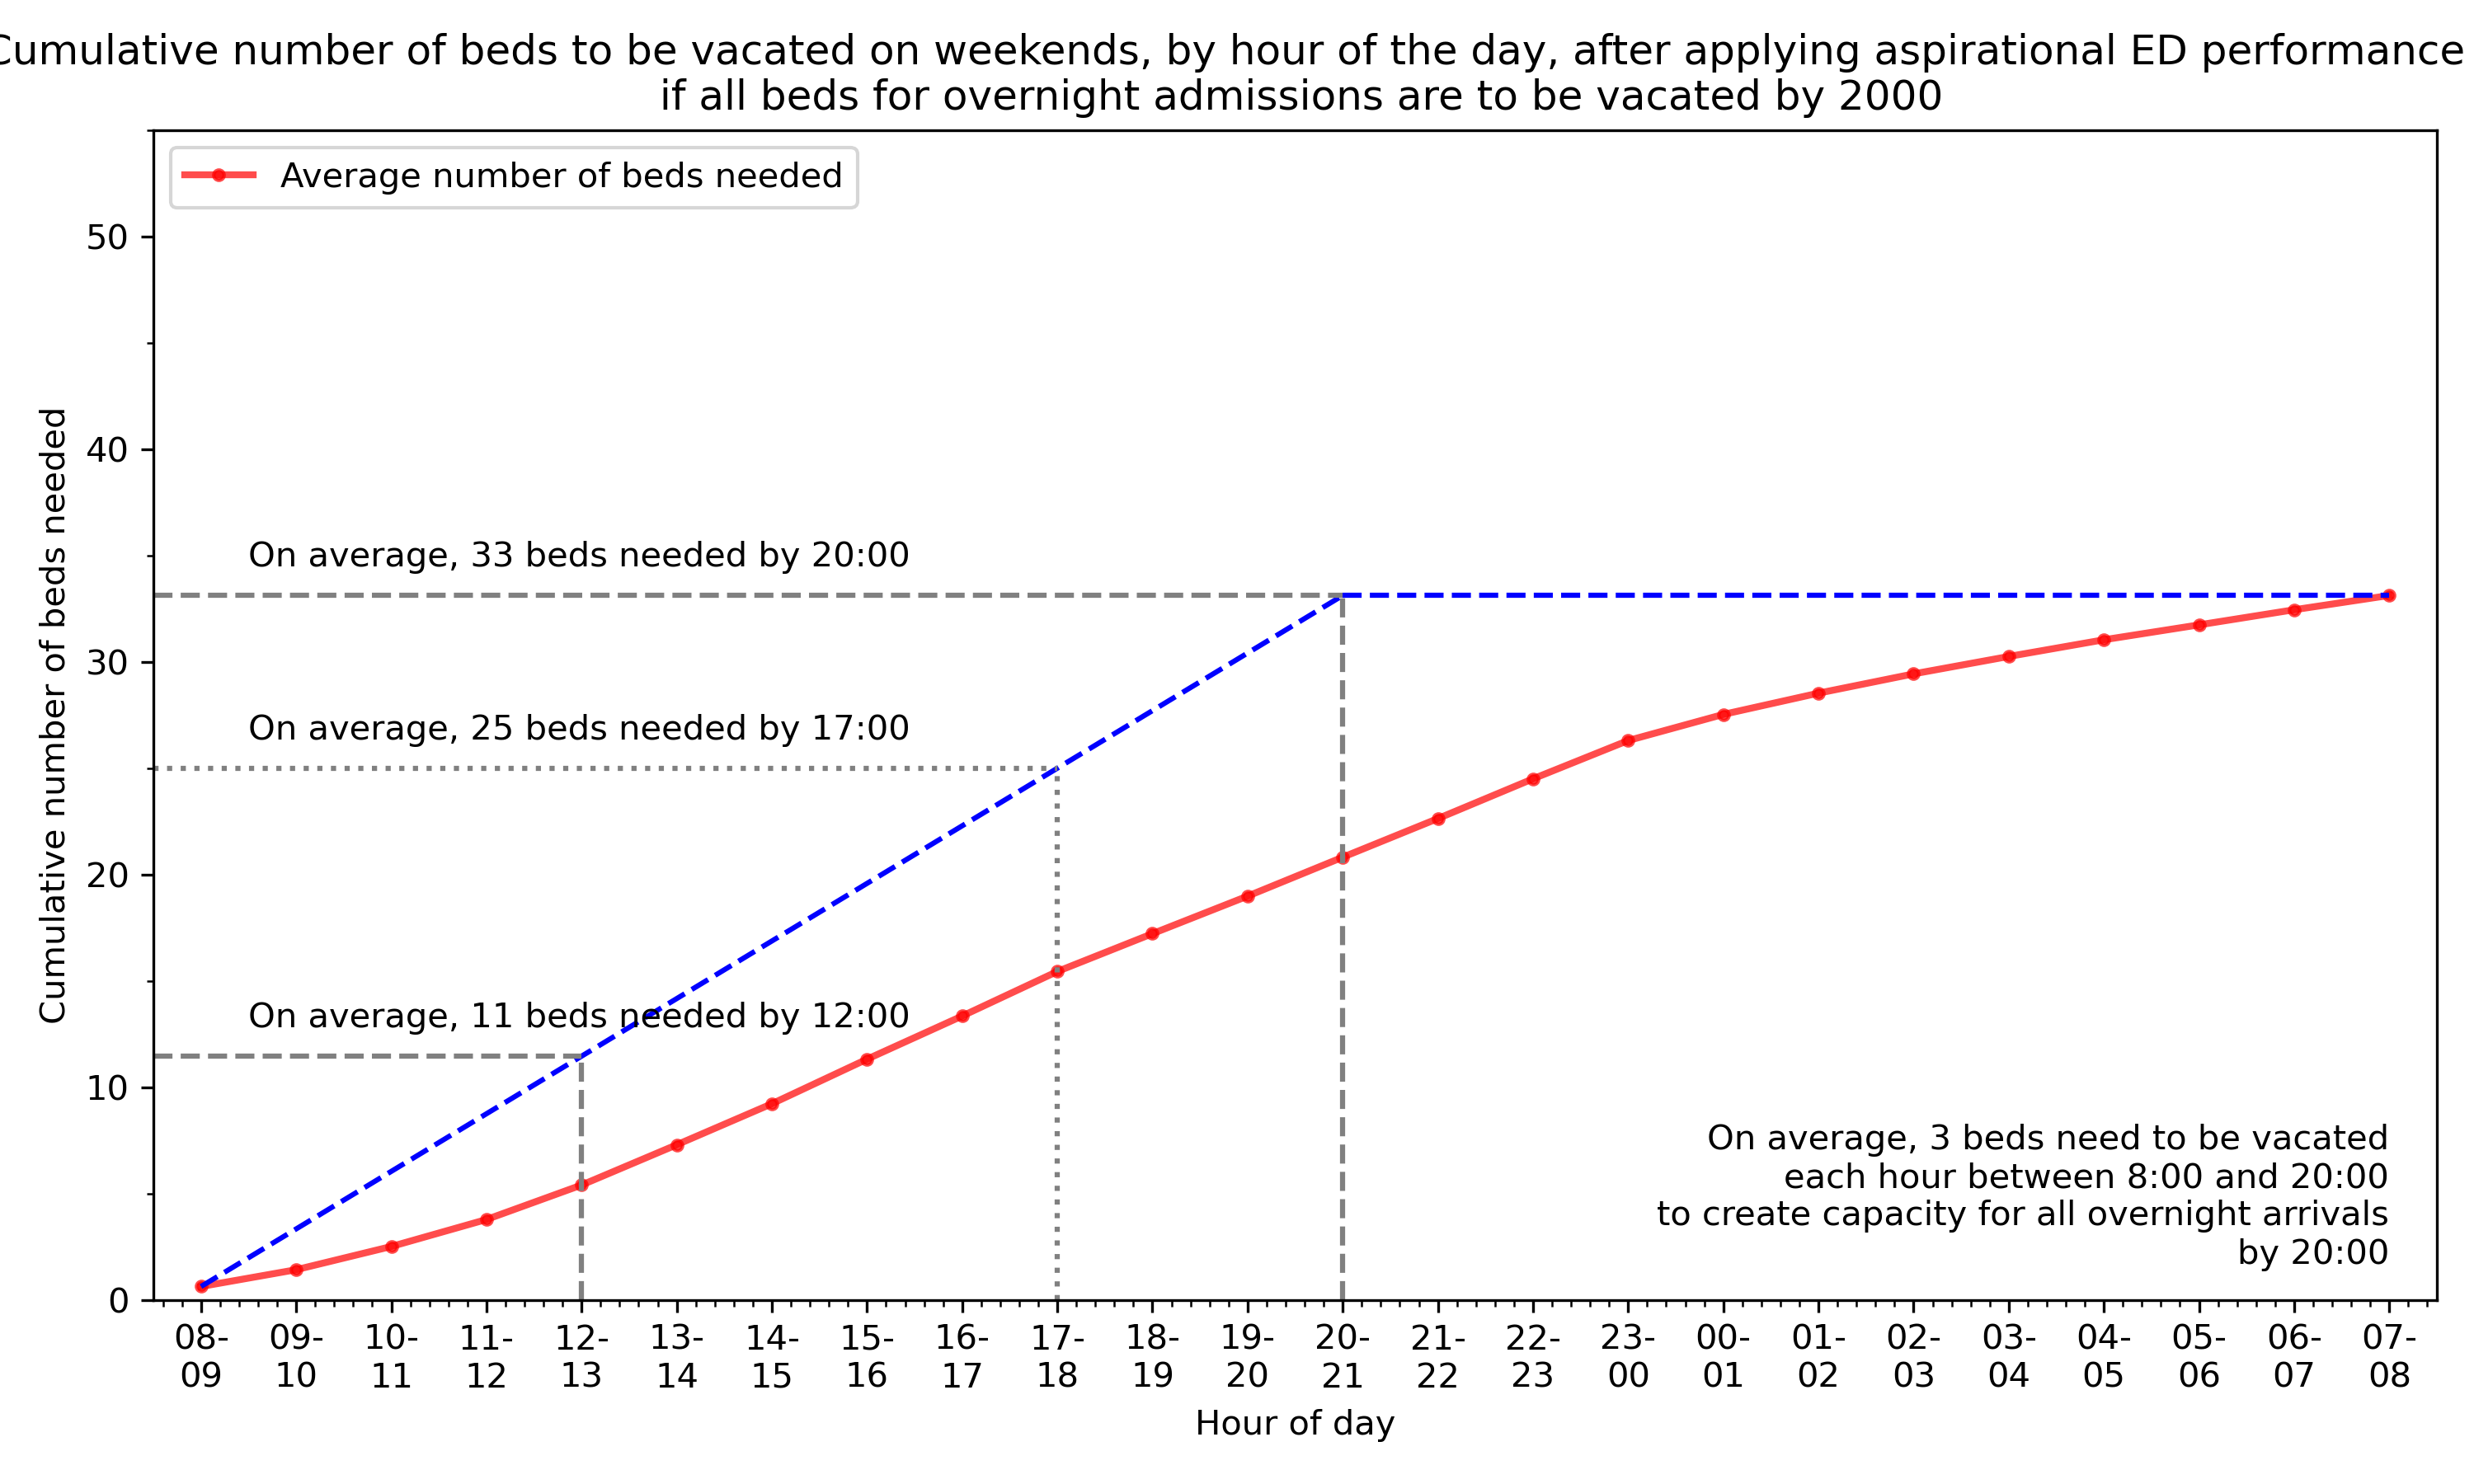 Cumulative number of beds to be vacated on weekends, by hour of the day, after applying aspirational ED performance
if all beds for overnight admissions are to be vacated by 2000
Average number of beds needed
50
40
30
20
10
0
Cumulative number of beds needed
On average, 33 beds needed by 20:00
On average, 25 beds needed by 17:00
On average, 11 beds needed by 12:00
On average, 3 beds need to be vacated
each hour between 8:00 and 20:00
to create capacity for all overnight arrivals
by 20:00
08- 09- 10- 11- 12- 13- 14- 15- 16- 17- 18- 19- 20- 21- 22- 23- 00- 01- 02- 03- 04- 05- 06- 07-
09 10 11 12 13 14 15 16 17 18 19 20 21 22 23 00 01 02 03 04 05 06 07 08
Hour of day